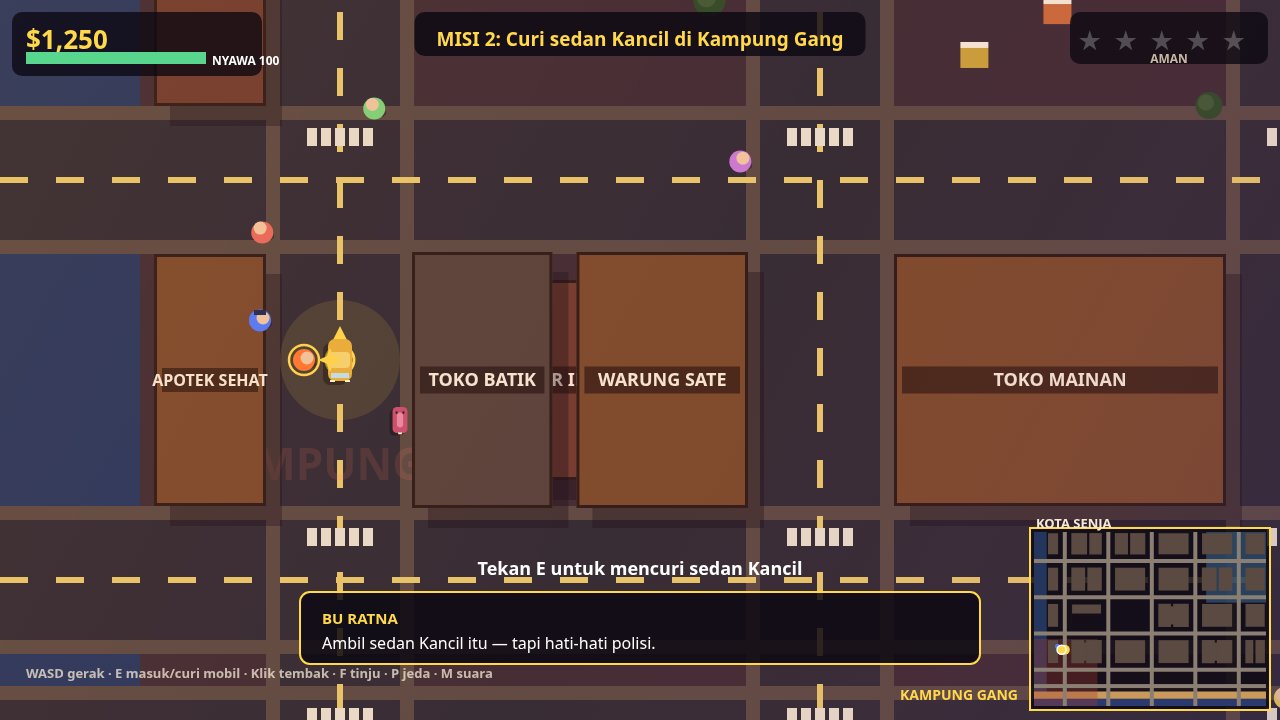 $1,250
NYAWA 100
MISI 2: Curi sedan Kancil di Kampung Gang
AMAN
APOTEK SEHAT
TOKO BATIK
R I
WARUNG SATE
TOKO MAINAN
MPUNG
KOTA SENJA
Tekan E untuk mencuri sedan Kancil
BU RATNA
Ambil sedan Kancil itu — tapi hati-hati polisi.
WASD gerak · E masuk/curi mobil · Klik tembak · F tinju · P jeda · M suara
KAMPUNG GANG